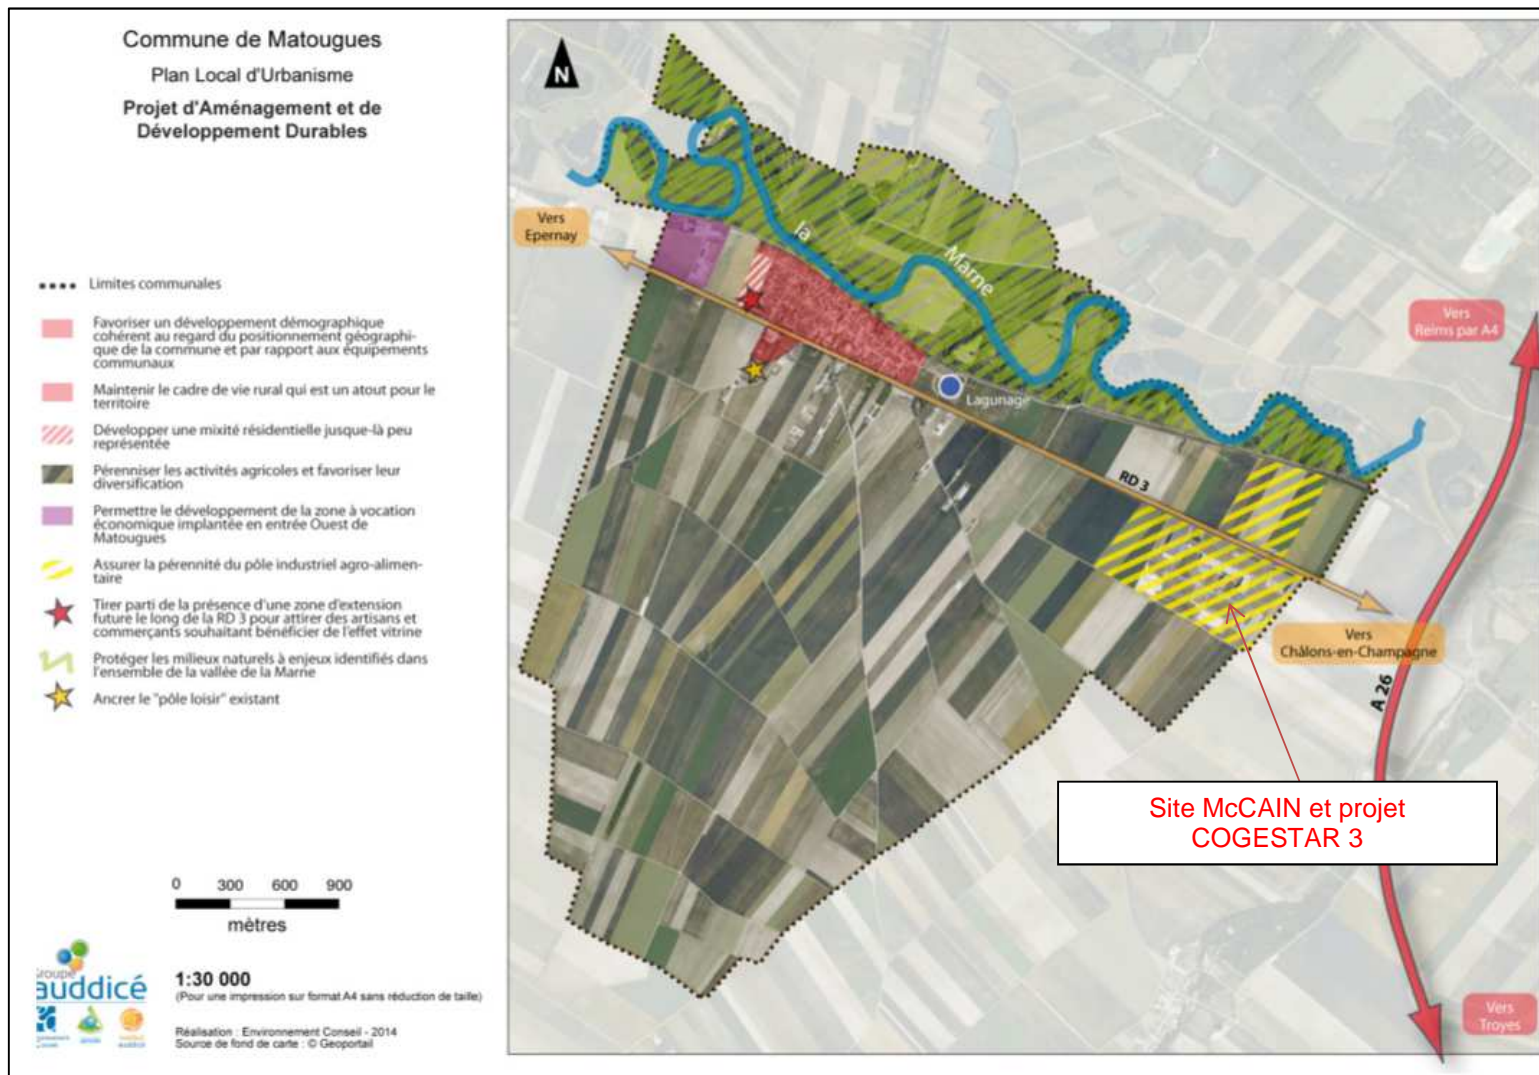 Commune de Matougues
Plan Local d'Urbanisme
Projet d'Aménagement et de
Développement Durables
Limites communales
Favoriser un développement démographique
cohérent au regard du positionnement géographi-
que de la commune et par rapport aux équipements
communaux
Maintenir le cadre de vie rural qui est un atout pour le
territoire
Développer une mixité résidentielle jusque-là peu
représentée
Pérenniser les activités agricoles et favoriser leur
diversification
Permettre le développement de la zone à vocation
économique implantée en entrée Ouest de
Matougues
Assurer la pérennité du pôle industriel agro-alimen-
taire
Tirer parti de la présence d'une zone d'extension
future le long de la RD 3 pour attirer des artisans et
commerçants souhaitant bénéficier de l'effet vitrine
Protéger les milieux naturels à enjeux identifiés dans
l'ensemble de la vallée de la Marne
Ancrer le "pôle loisir" existant
0 300 600 900
mètres
1:30 000
(Pour une impression sur format A4 sans réduction de taille)
Réalisation : Environnement Conseil - 2014
Source de fond de carte : © Geoportail
Groupe
auddicé
N
Vers
Epernay
la Marne
Lagunage
RD 3
Vers
Reims par A4
Vers
Châlons-en-Champagne
A 26
Site McCAIN et projet
COGESTAR 3
Vers
Troyes